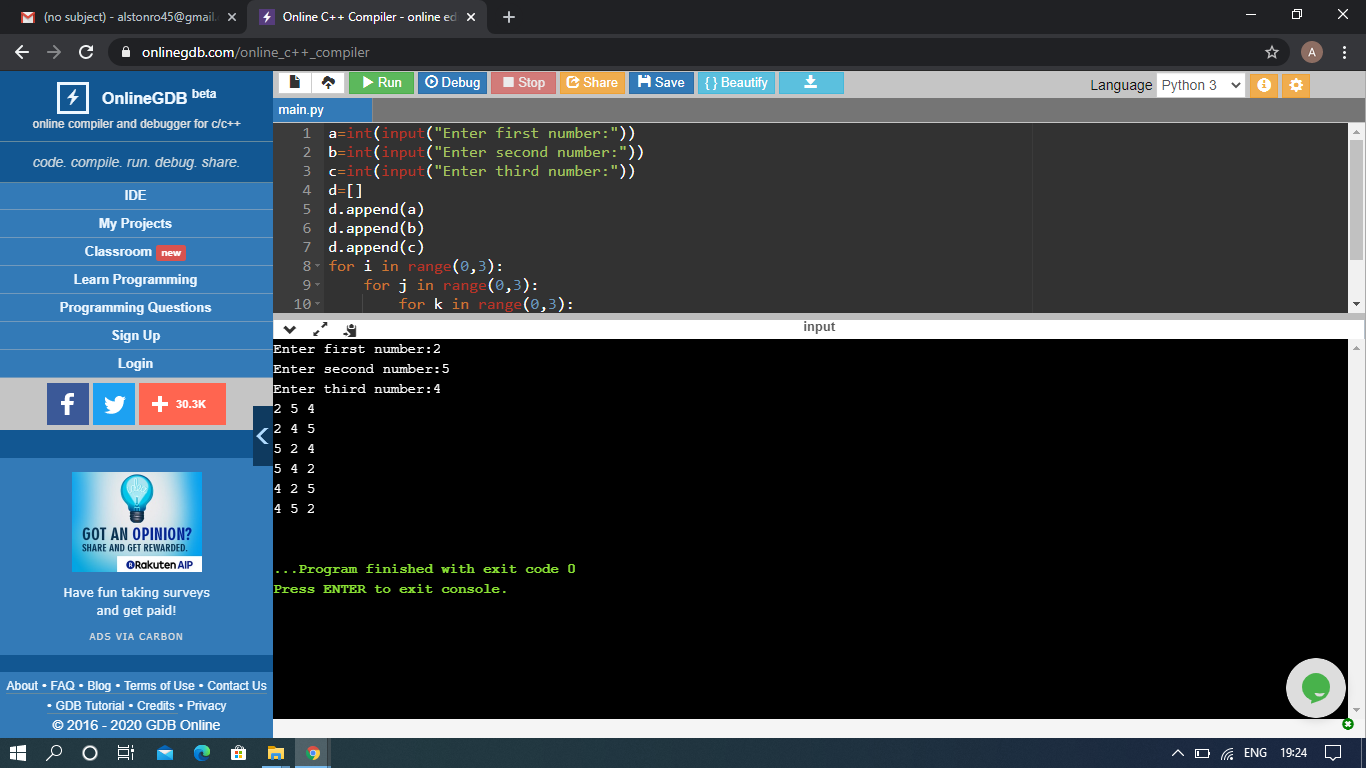 (no subject) - alstonro45@gmail.
Online C++ Compiler - online ed
onlinegdb.com/online_c++_compiler
A
OnlineGDB beta
online compiler and debugger for c/c++
code. compile. run. debug. share.
IDE
My Projects
Classroom new
Learn Programming
Programming Questions
Sign Up
Login
f
30.3K
GOT AN OPINION?
SHARE AND GET REWARDED.
Rakuten AIP
Have fun taking surveys
and get paid!
ADS VIA CARBON
About • FAQ • Blog • Terms of Use • Contact Us
• GDB Tutorial • Credits • Privacy
© 2016 - 2020 GDB Online
Run
Debug
Stop
Share
Save
{ } Beautify
Language Python 3
main.py
1 a=int(input("Enter first number:"))
2 b=int(input("Enter second number:"))
3 c=int(input("Enter third number:"))
4 d=[]
5 d.append(a)
6 d.append(b)
7 d.append(c)
8 for i in range(0,3):
9 for j in range(0,3):
10 for k in range(0,3):
input
Enter first number:2
Enter second number:5
Enter third number:4
2 5 4
2 4 5
5 2 4
5 4 2
4 2 5
4 5 2
...Program finished with exit code 0
Press ENTER to exit console.
ENG
19:24